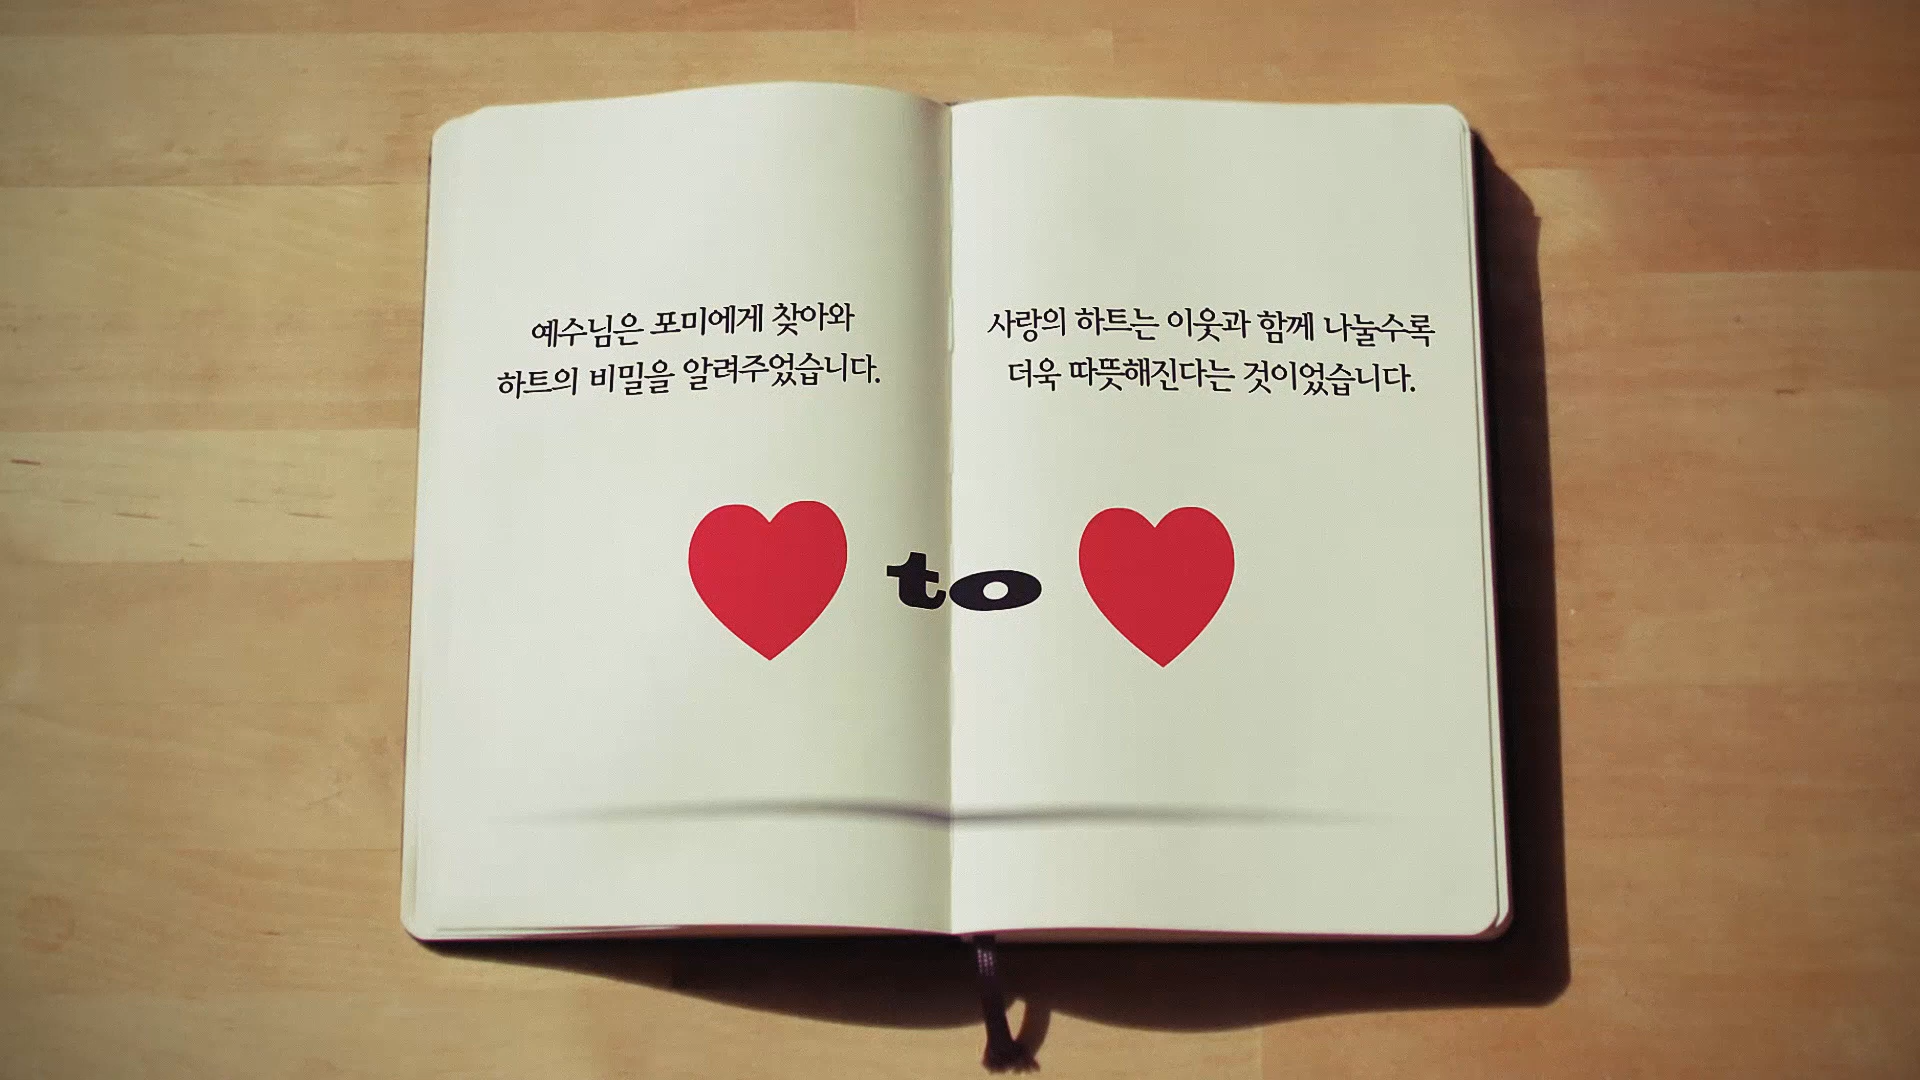 예수님은 포미에게 찾아와
하트의 비밀을 알려주었습니다.
사랑의 하트는 이웃과 함께 나눌수록
더욱 따뜻해진다는 것이었습니다.
to